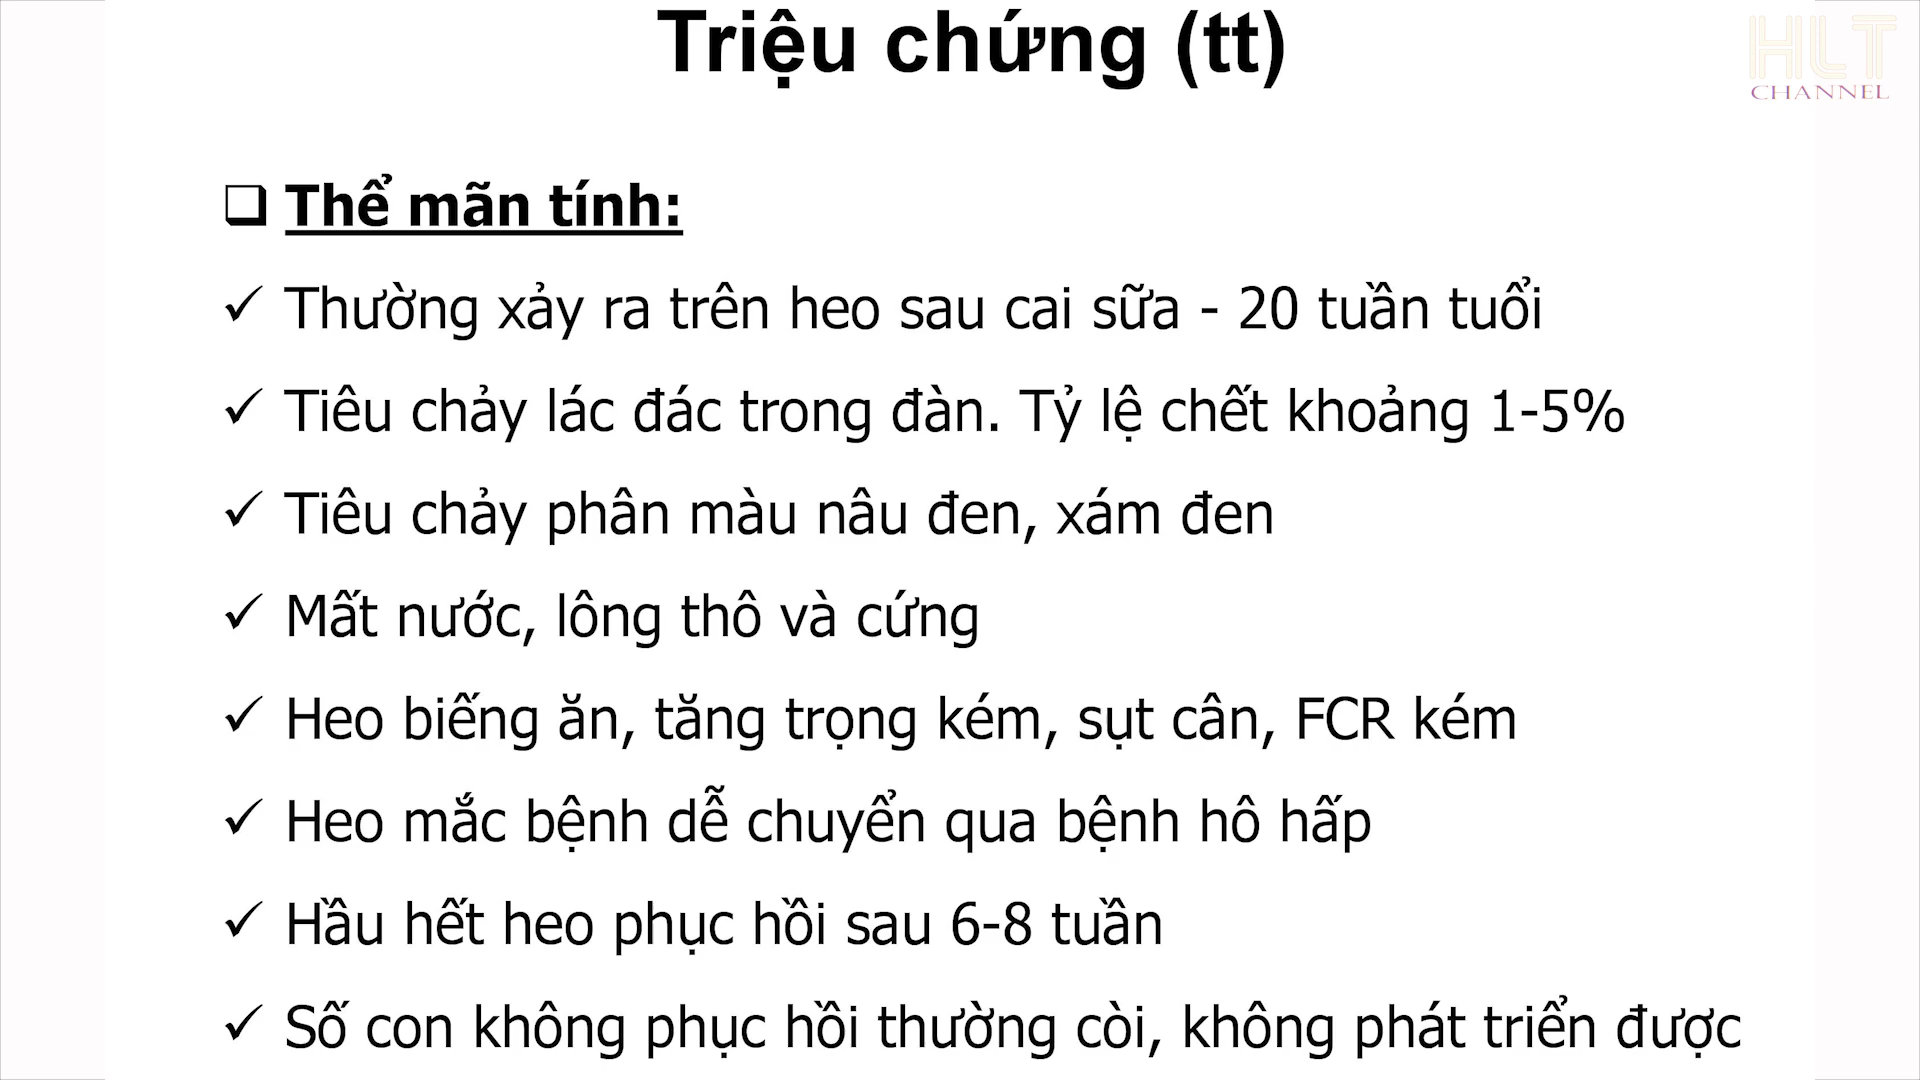 Triệu chứng (tt)
HLT
CHANNEL
Thể mãn tính:
Thường xảy ra trên heo sau cai sữa - 20 tuần tuổi
Tiêu chảy lác đác trong đàn. Tỷ lệ chết khoảng 1-5%
Tiêu chảy phân màu nâu đen, xám đen
Mất nước, lông thô và cứng
Heo biếng ăn, tăng trọng kém, sụt cân, FCR kém
Heo mắc bệnh dễ chuyển qua bệnh hô hấp
Hầu hết heo phục hồi sau 6-8 tuần
Số con không phục hồi thường còi, không phát triển được